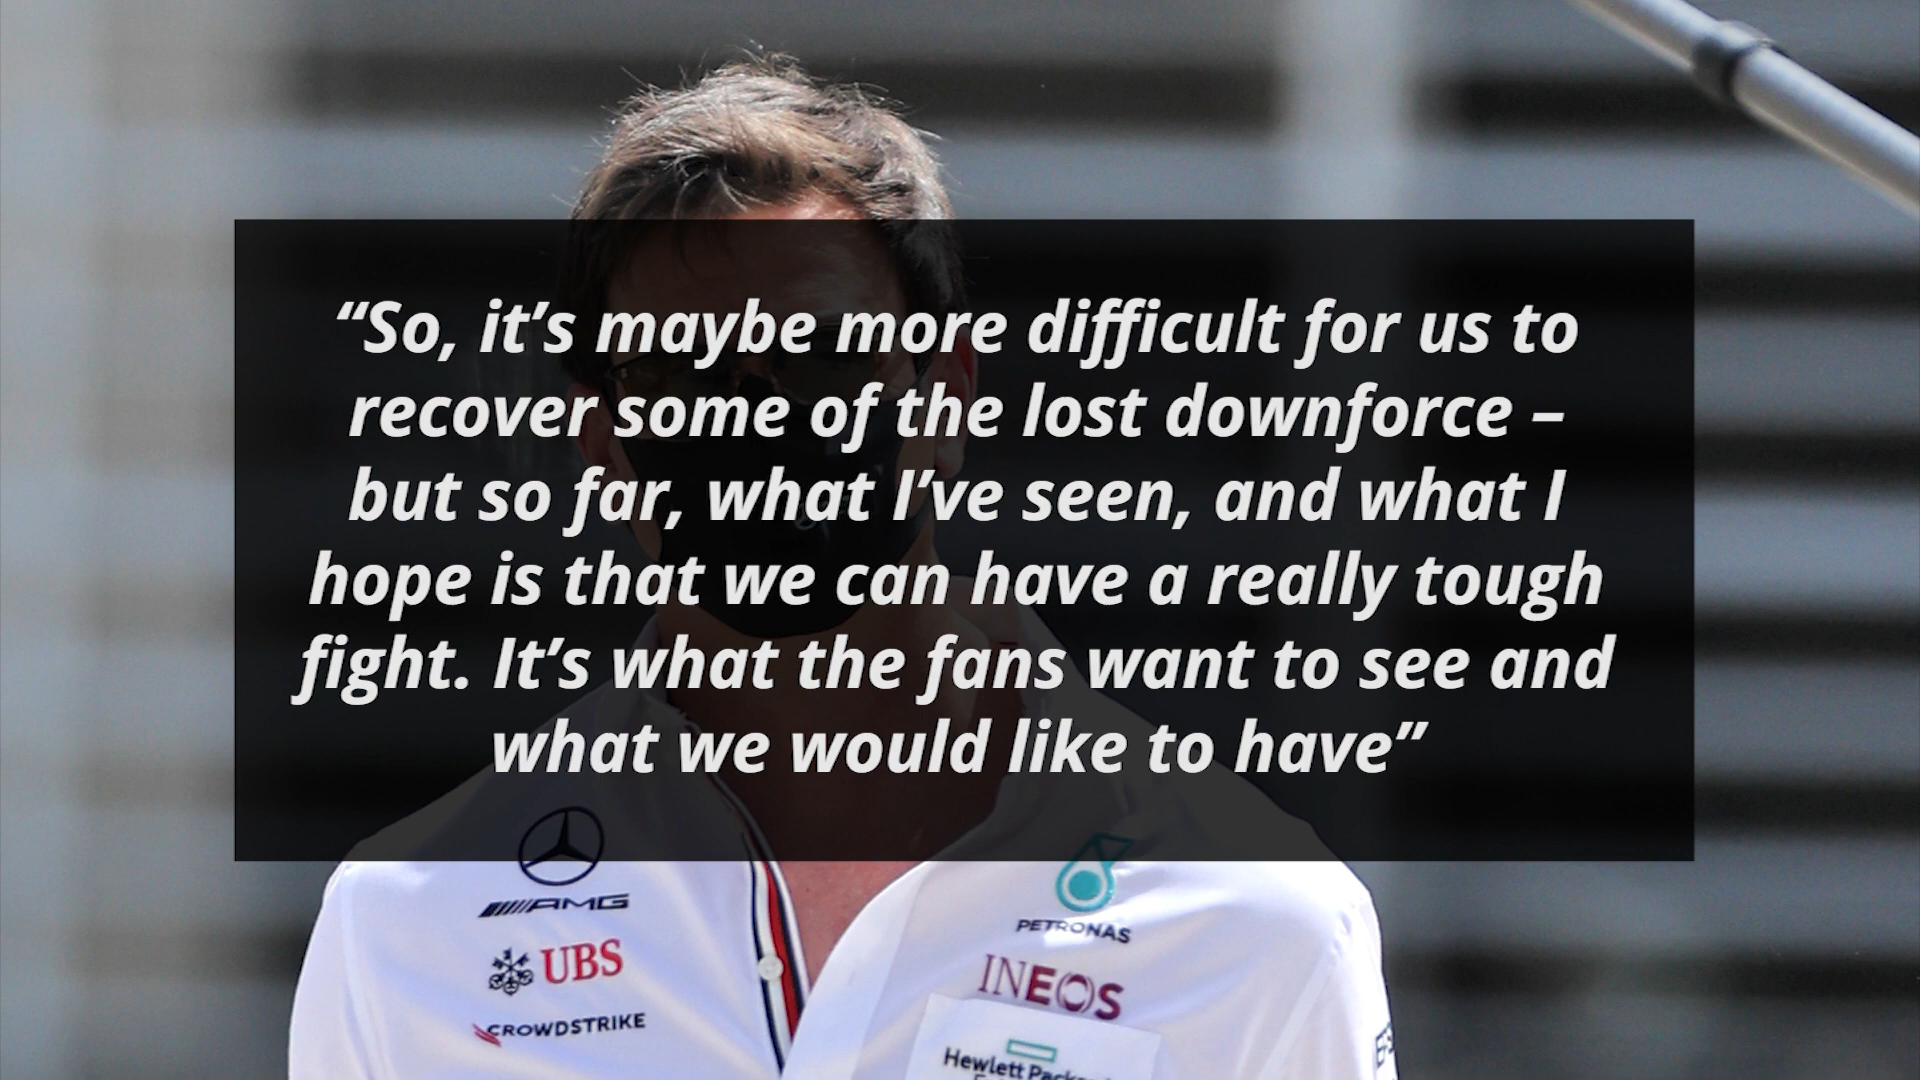 “So, it’s maybe more difficult for us to
recover some of the lost downforce –
but so far, what I’ve seen, and what I
hope is that we can have a really tough
fight. It’s what the fans want to see and
what we would like to have”
AMG
UBS
CROWDSTRIKE
PETRONAS
INEOS
Hewlett